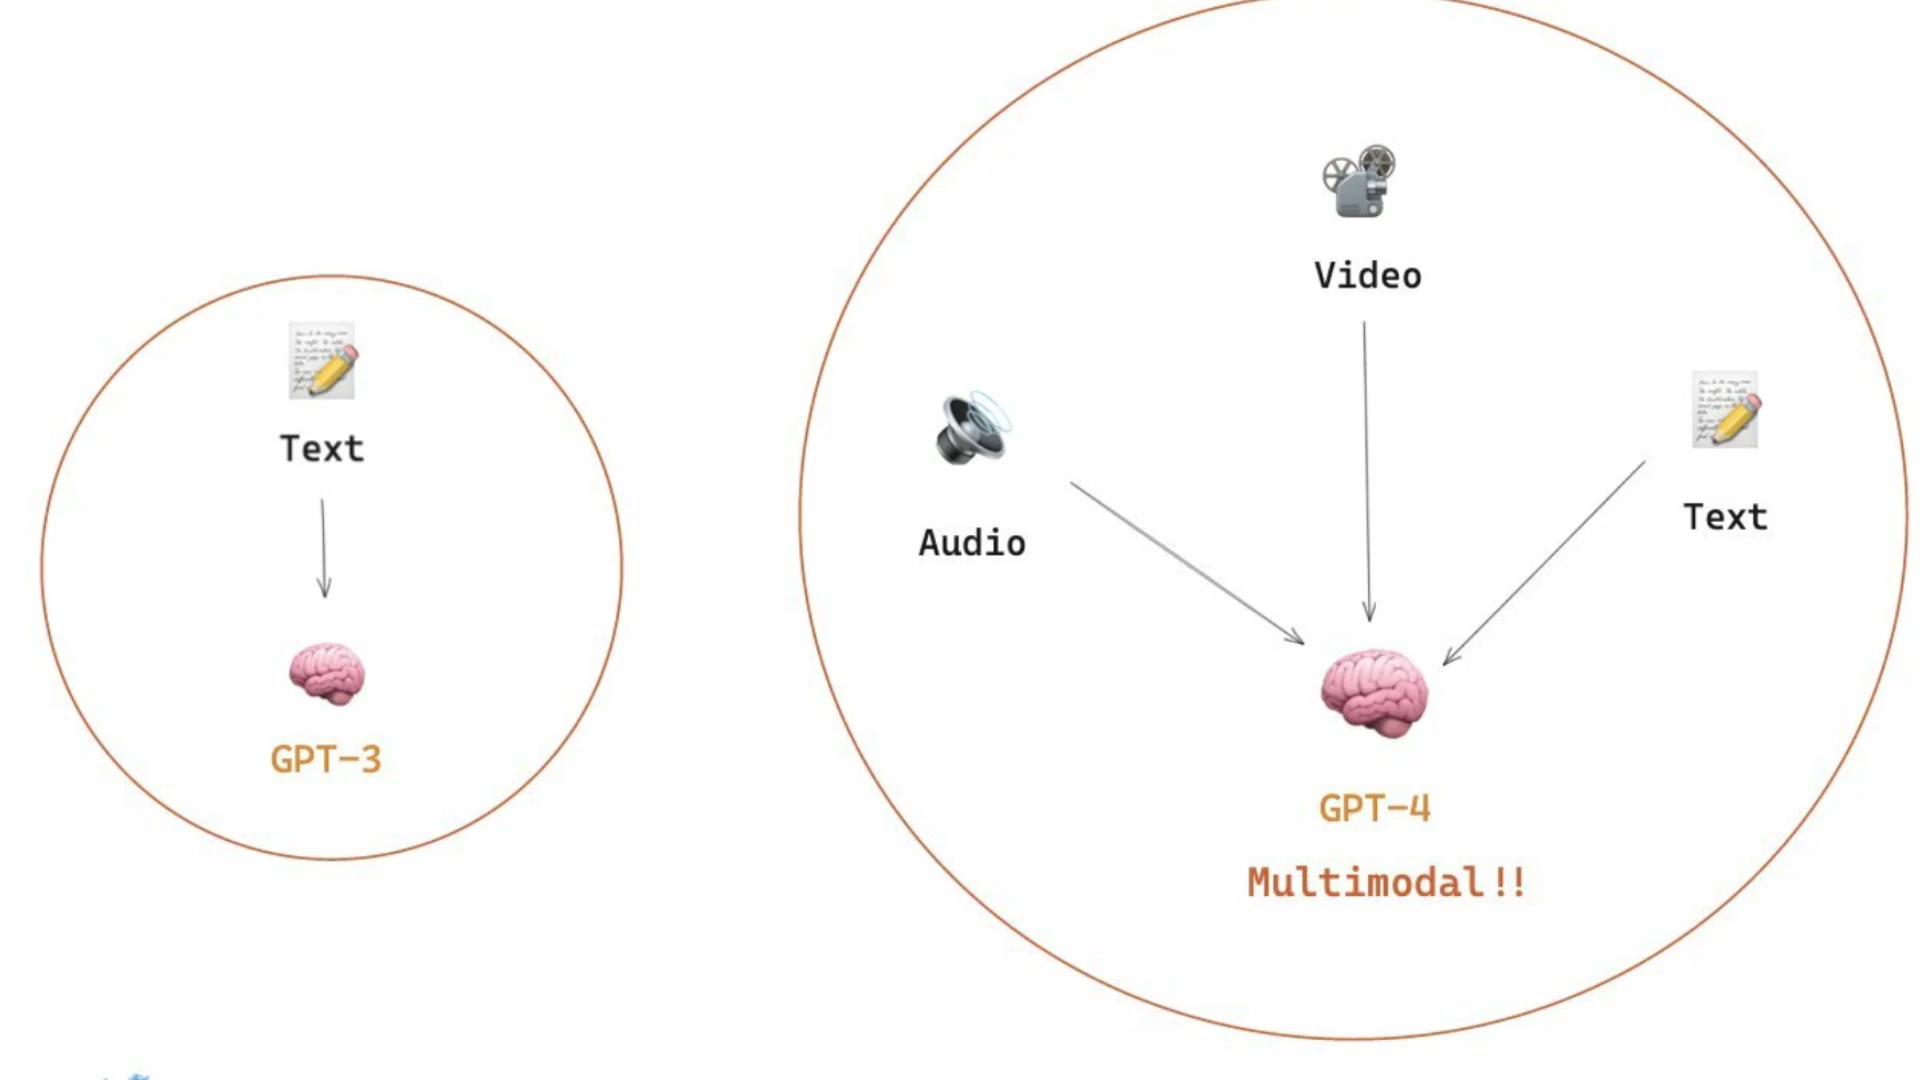 Text
GPT-3
Video
Audio
Text
GPT-4
Multimodal!!